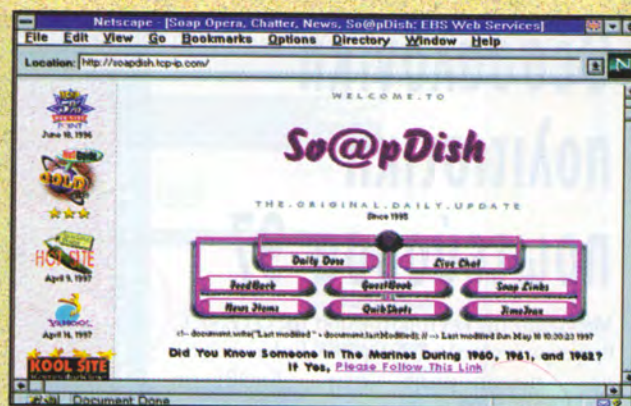 Netscape - [Soap Opera, Chatter, News, So@pDish: EBS Web Services]
File Edit View Go Bookmarks Options Directory Window Help
Location: http://soapdish.tcp-ip.com/
POINT
June 10, 1996
GOLD
HOT SITE
April 9, 1997
YAHOO!
April 16, 1997
KOOL SITE
WELCOME.TO
So@pDish
THE.ORIGINAL.DAILY.UPDATE
Since 1995
Daily Dose
Live Chat
FeedBack
GuestBook
Soap Links
News Items
QuikShots
TimeTrax
<!-- document.write("Last modified " + document.lastModified); // --> Last modified Sun May 18 10:20:23 1997
Did You Know Someone In The Marines During 1960, 1961, and 1962?
If Yes, Please Follow This Link
Document Done